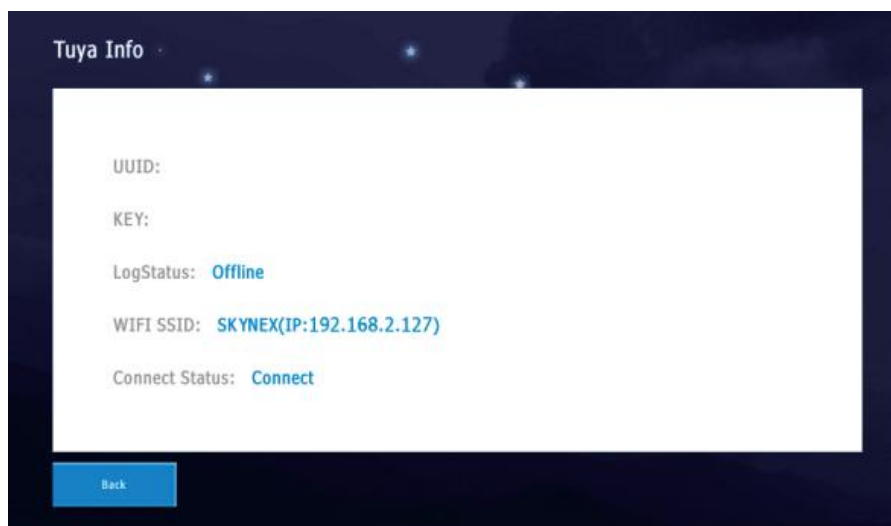 Tuya Info
UUID:
KEY:
LogStatus: Offline
WIFI SSID: SKYNEX(IP:192.168.2.127)
Connect Status: Connect
Back